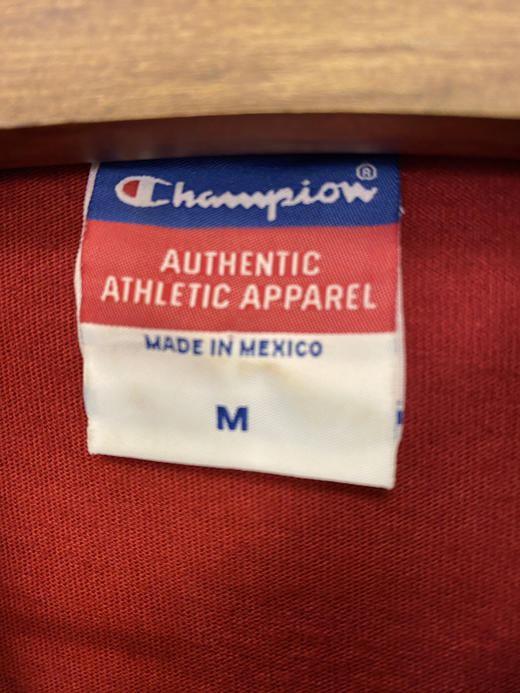 Champion®
AUTHENTIC
ATHLETIC APPAREL
MADE IN MEXICO
M